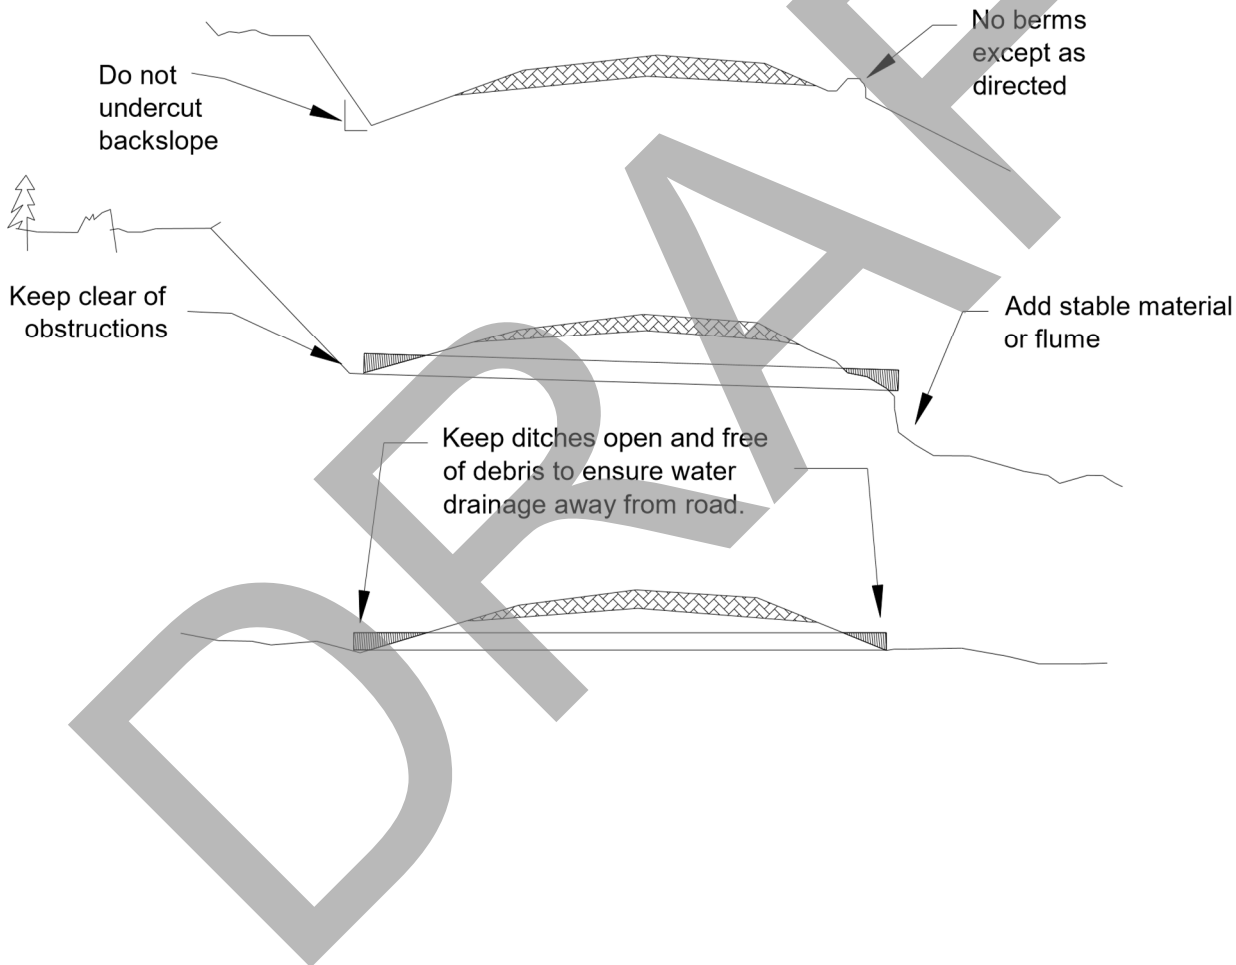 No berms
except as
directed
Do not
undercut
backslope
Keep clear of
obstructions
Add stable material
or flume
Keep ditches open and free
of debris to ensure water
drainage away from road.
DRAF